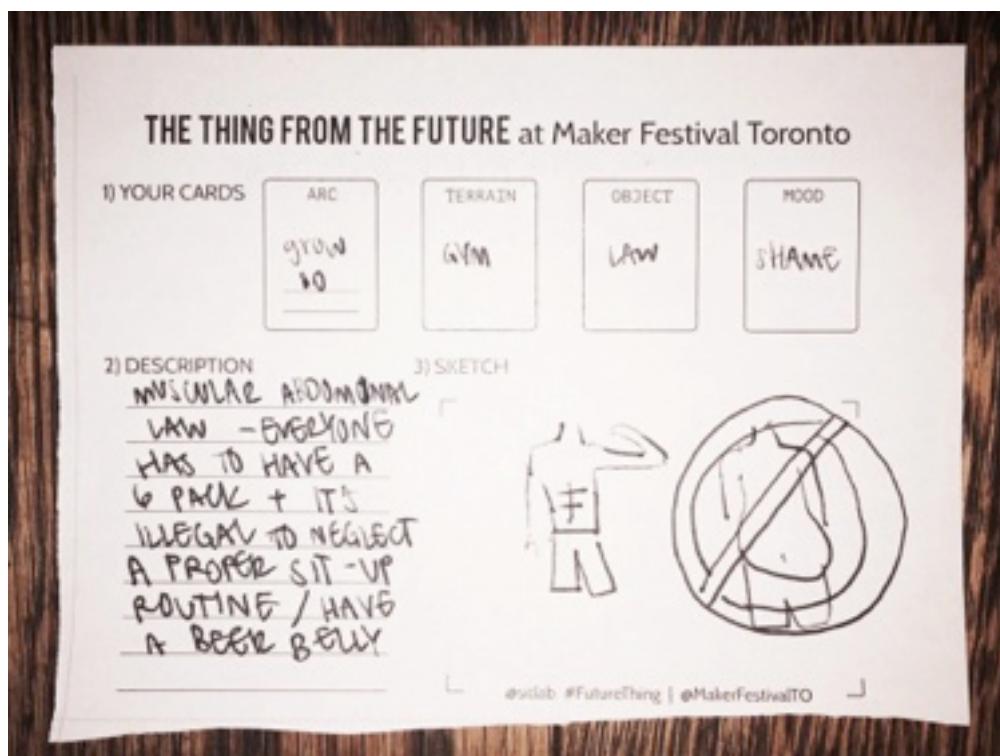 THE THING FROM THE FUTURE at Maker Festival Toronto
1) YOUR CARDS
ARC
TERRAIN
OBJECT
MOOD
grow
GYM
LAW
SHAME
2) DESCRIPTION
3) SKETCH
MUSCULAR ABDOMINAL
LAW - EVERYONE
HAS TO HAVE A
6 PACK + IT'S
ILLEGAL TO NEGLECT
A PROPER SIT-UP
ROUTINE / HAVE
A BEER BELLY
#FutureThing | @MakerFestivalTO